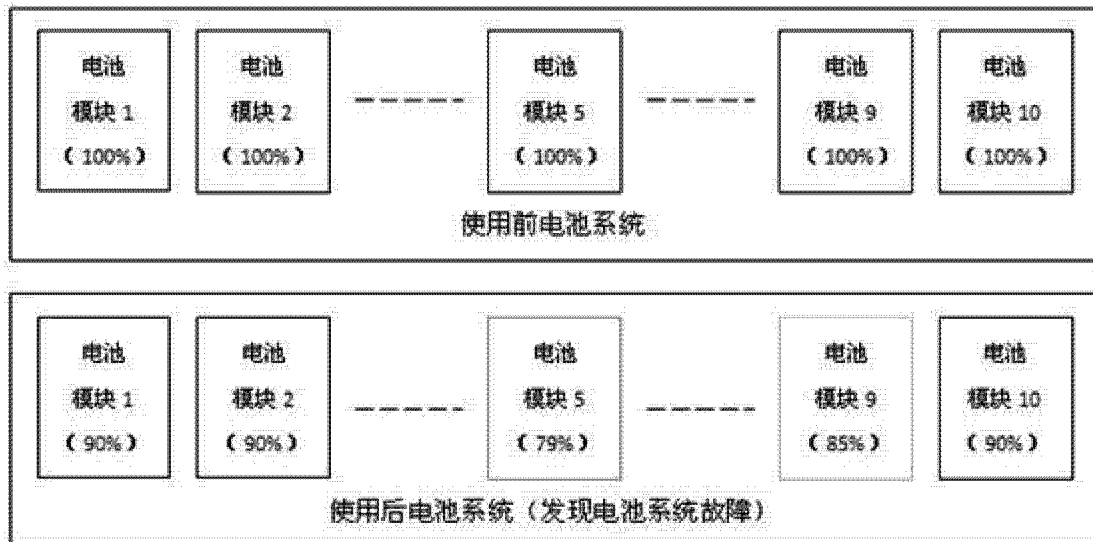 电池
模块 1
（100%）
电池
模块 2
（100%）
电池
模块 5
（100%）
电池
模块 9
（100%）
电池
模块 10
（100%）
使用前电池系统
电池
模块 1
（90%）
电池
模块 2
（90%）
电池
模块 5
（79%）
电池
模块 9
（85%）
电池
模块 10
（90%）
使用后电池系统（发现电池系统故障）